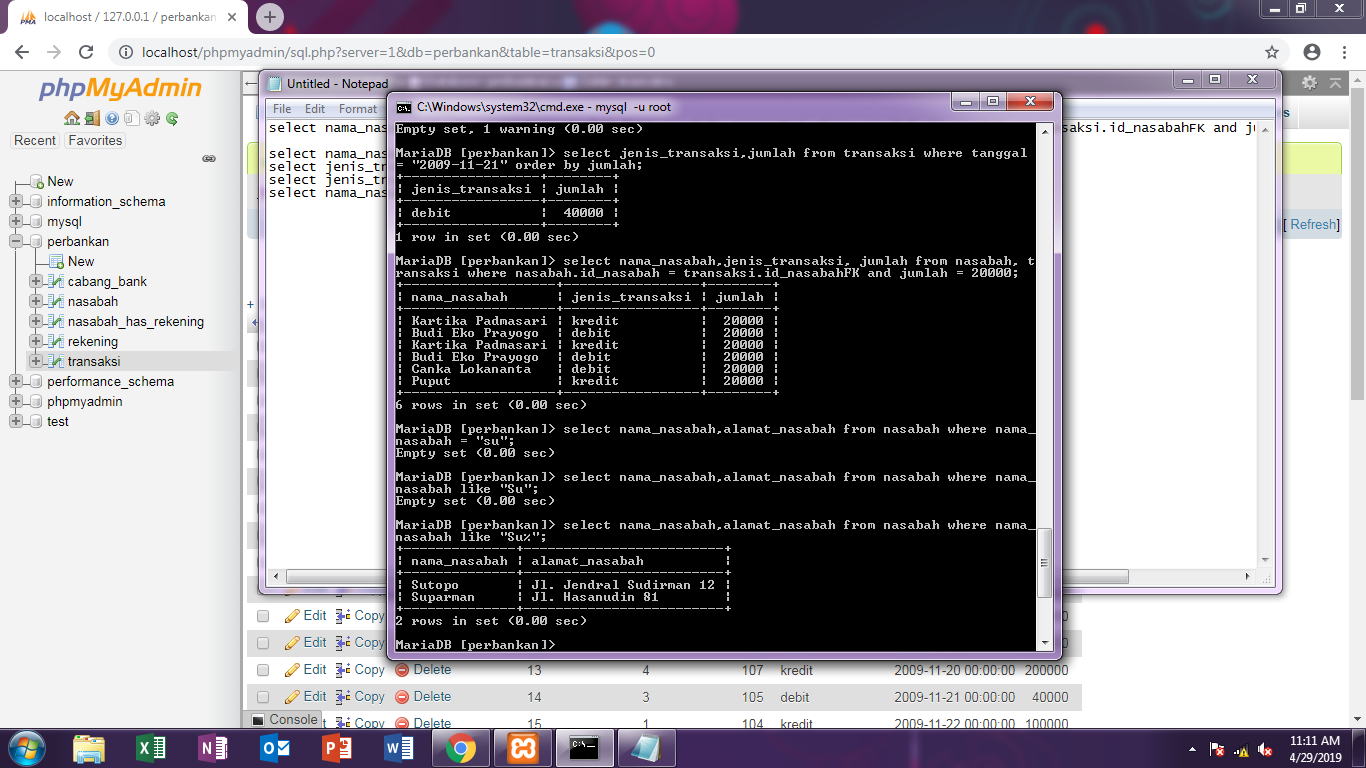 localhost / 127.0.0.1 / perbankan
localhost/phpmyadmin/sql.php?server=1&db=perbankan&table=transaksi&pos=0
phpMyAdmin
Recent
Favorites
New
information_schema
mysql
perbankan
New
cabang_bank
nasabah
nasabah_has_rekening
rekening
transaksi
performance_schema
phpmyadmin
test
Untitled - Notepad
File Edit Format
select nama_nas
saksi.id_nasabahFK and ju
select nama_nas
select jenis_tr
select jenis_tr
select nama_nas
[ Refresh]
C:\Windows\system32\cmd.exe - mysql -u root
Empty set, 1 warning (0.00 sec)
MariaDB [perbankan]> select jenis_transaksi,jumlah from transaksi where tanggal
= "2009-11-21" order by jumlah;
+-----------------+--------+
| jenis_transaksi | jumlah |
+-----------------+--------+
| debit           |  40000 |
+-----------------+--------+
1 row in set (0.00 sec)
MariaDB [perbankan]> select nama_nasabah,jenis_transaksi, jumlah from nasabah, t
ransaksi where nasabah.id_nasabah = transaksi.id_nasabahFK and jumlah = 20000;
+-------------------+-----------------+--------+
| nama_nasabah      | jenis_transaksi | jumlah |
+-------------------+-----------------+--------+
| Kartika Padmasari | kredit          |  20000 |
| Budi Eko Prayogo  | debit           |  20000 |
| Kartika Padmasari | kredit          |  20000 |
| Budi Eko Prayogo  | debit           |  20000 |
| Canka Lokananta   | debit           |  20000 |
| Puput             | kredit          |  20000 |
+-------------------+-----------------+--------+
6 rows in set (0.00 sec)
MariaDB [perbankan]> select nama_nasabah,alamat_nasabah from nasabah where nama_
nasabah = "su";
Empty set (0.00 sec)
MariaDB [perbankan]> select nama_nasabah,alamat_nasabah from nasabah where nama_
nasabah like "Su";
Empty set (0.00 sec)
MariaDB [perbankan]> select nama_nasabah,alamat_nasabah from nasabah where nama_
nasabah like "Su%";
+--------------+-------------------------+
| nama_nasabah | alamat_nasabah          |
+--------------+-------------------------+
| Sutopo       | Jl. Jendral Sudirman 12 |
| Suparman     | Jl. Hasanudin 81        |
+--------------+-------------------------+
2 rows in set (0.00 sec)
MariaDB [perbankan]>
Edit Copy
Edit Copy
Edit Copy Delete 13 4 107 kredit 2009-11-20 00:00:00 200000
Edit Copy Delete 14 3 105 debit 2009-11-21 00:00:00 40000
Console Copy Delete 15 1 104 kredit 2009-11-22 00:00:00 100000
11:11 AM
4/29/2019